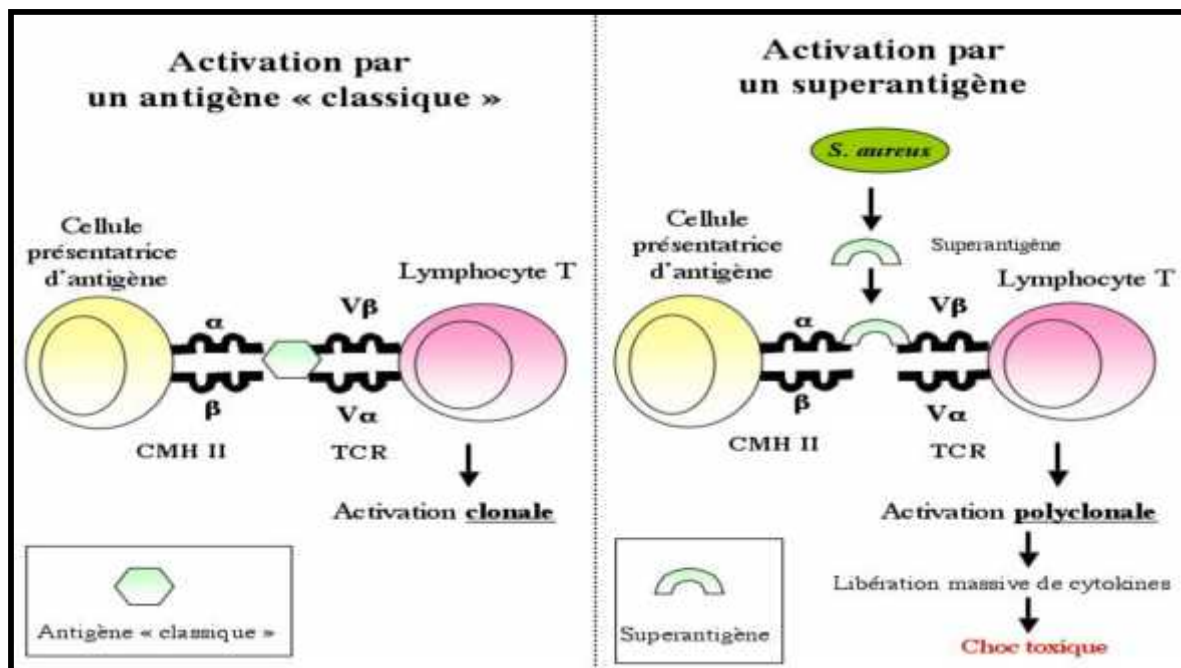 Activation par
un antigène « classique »
Cellule
présentatrice
d'antigène
Lymphocyte T
α
Vβ
β
Vα
CMH II
TCR
Activation clonale
Antigène « classique »
Activation par
un superantigène
S. aureus
Superantigène
Cellule
présentatrice
d'antigène
Lymphocyte T
α
Vβ
β
Vα
CMH II
TCR
Activation polyclonale
Libération massive de cytokines
Choc toxique
Superantigène